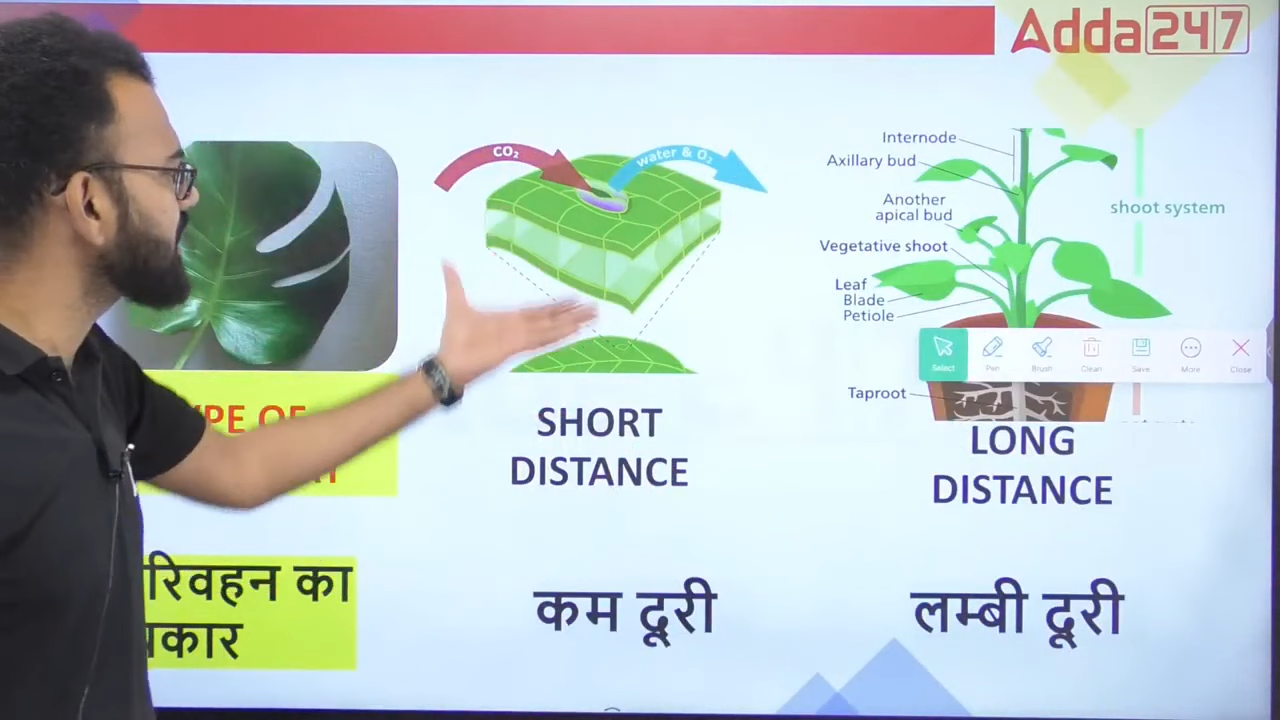 Adda247
CO₂
water & O₂
Internode
Axillary bud
Another
apical bud
Vegetative shoot
Leaf
Blade
Petiole
Taproot
shoot system
Select
Pen
Brush
Clean
Save
More
Close
OF
SHORT
DISTANCE
LONG
DISTANCE
का
कम दूरी
लम्बी दूरी